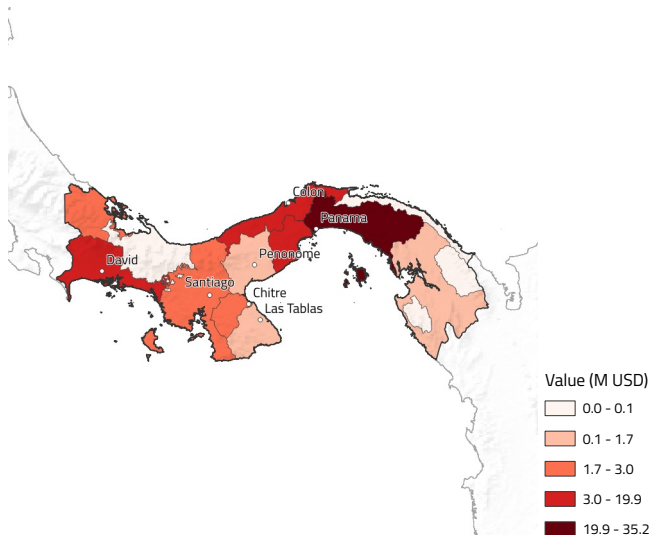 Colon
Panama
David
Penonome
Santiago
Chitre
Las Tablas
Value (M USD)
0.0 - 0.1
0.1 - 1.7
1.7 - 3.0
3.0 - 19.9
19.9 - 35.2